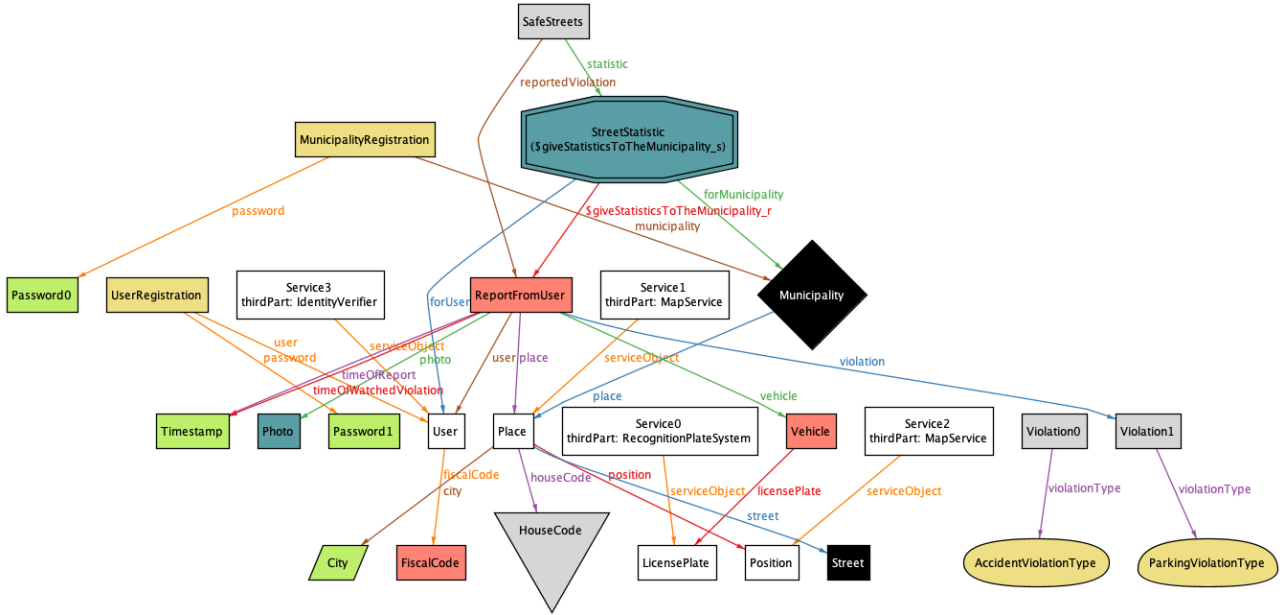 SafeStreets
statistic
reportedViolation
StreetStatistic
($giveStatisticsToTheMunicipality_s)
MunicipalityRegistration
forMunicipality
password
$giveStatisticsToTheMunicipality_r
municipality
Password0
UserRegistration
Service3
thirdPart: IdentityVerifier
forUser
ReportFromUser
Service1
thirdPart: MapService
Municipality
user
password
serviceObject
photo
user
place
serviceObject
violation
timeOfReport
timeOfWatchedViolation
place
vehicle
Timestamp
Photo
Password1
User
Place
Service0
thirdPart: RecognitionPlateSystem
Vehicle
Service2
thirdPart: MapService
Violation0
Violation1
fiscalCode
city
houseCode
position
serviceObject
licensePlate
serviceObject
violationType
violationType
street
HouseCode
City
FiscalCode
LicensePlate
Position
Street
AccidentViolationType
ParkingViolationType